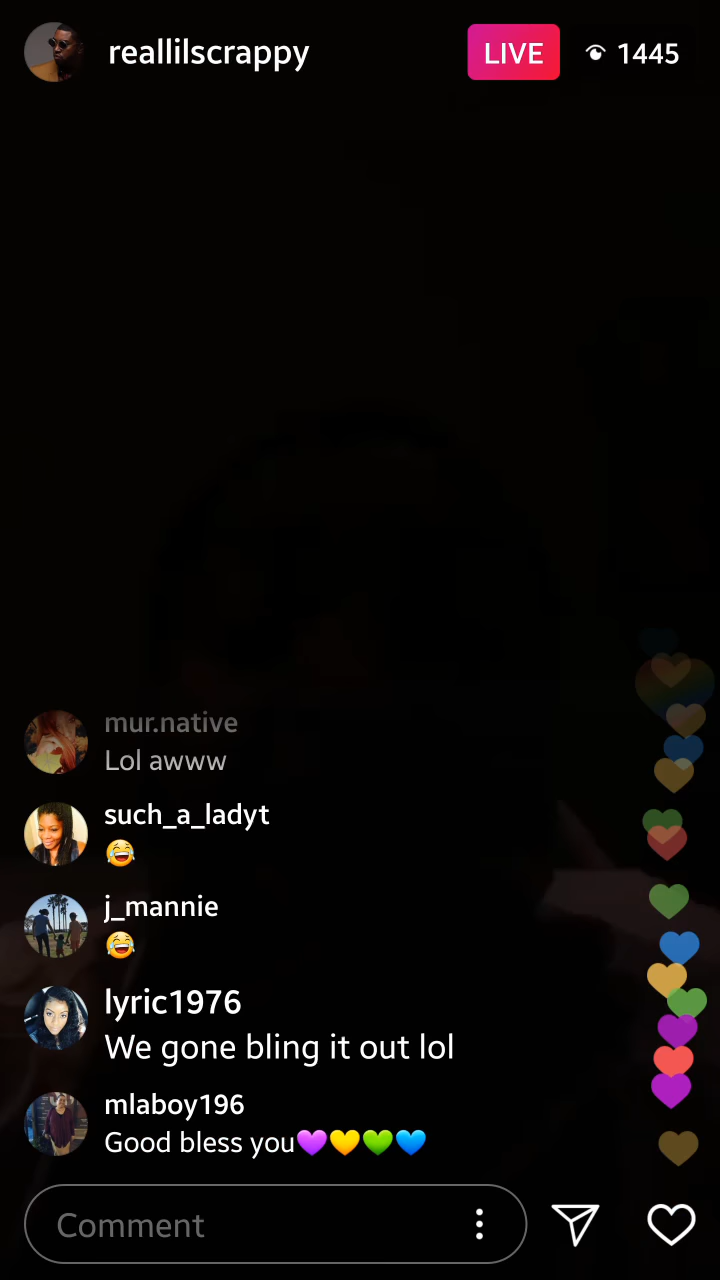 reallilscrappy LIVE 1445
mur.native
Lol awww
such_a_ladyt
😂
j_mannie
😂
lyric1976
We gone bling it out lol
mlaboy196
Good bless you💜💛💚💙
Comment